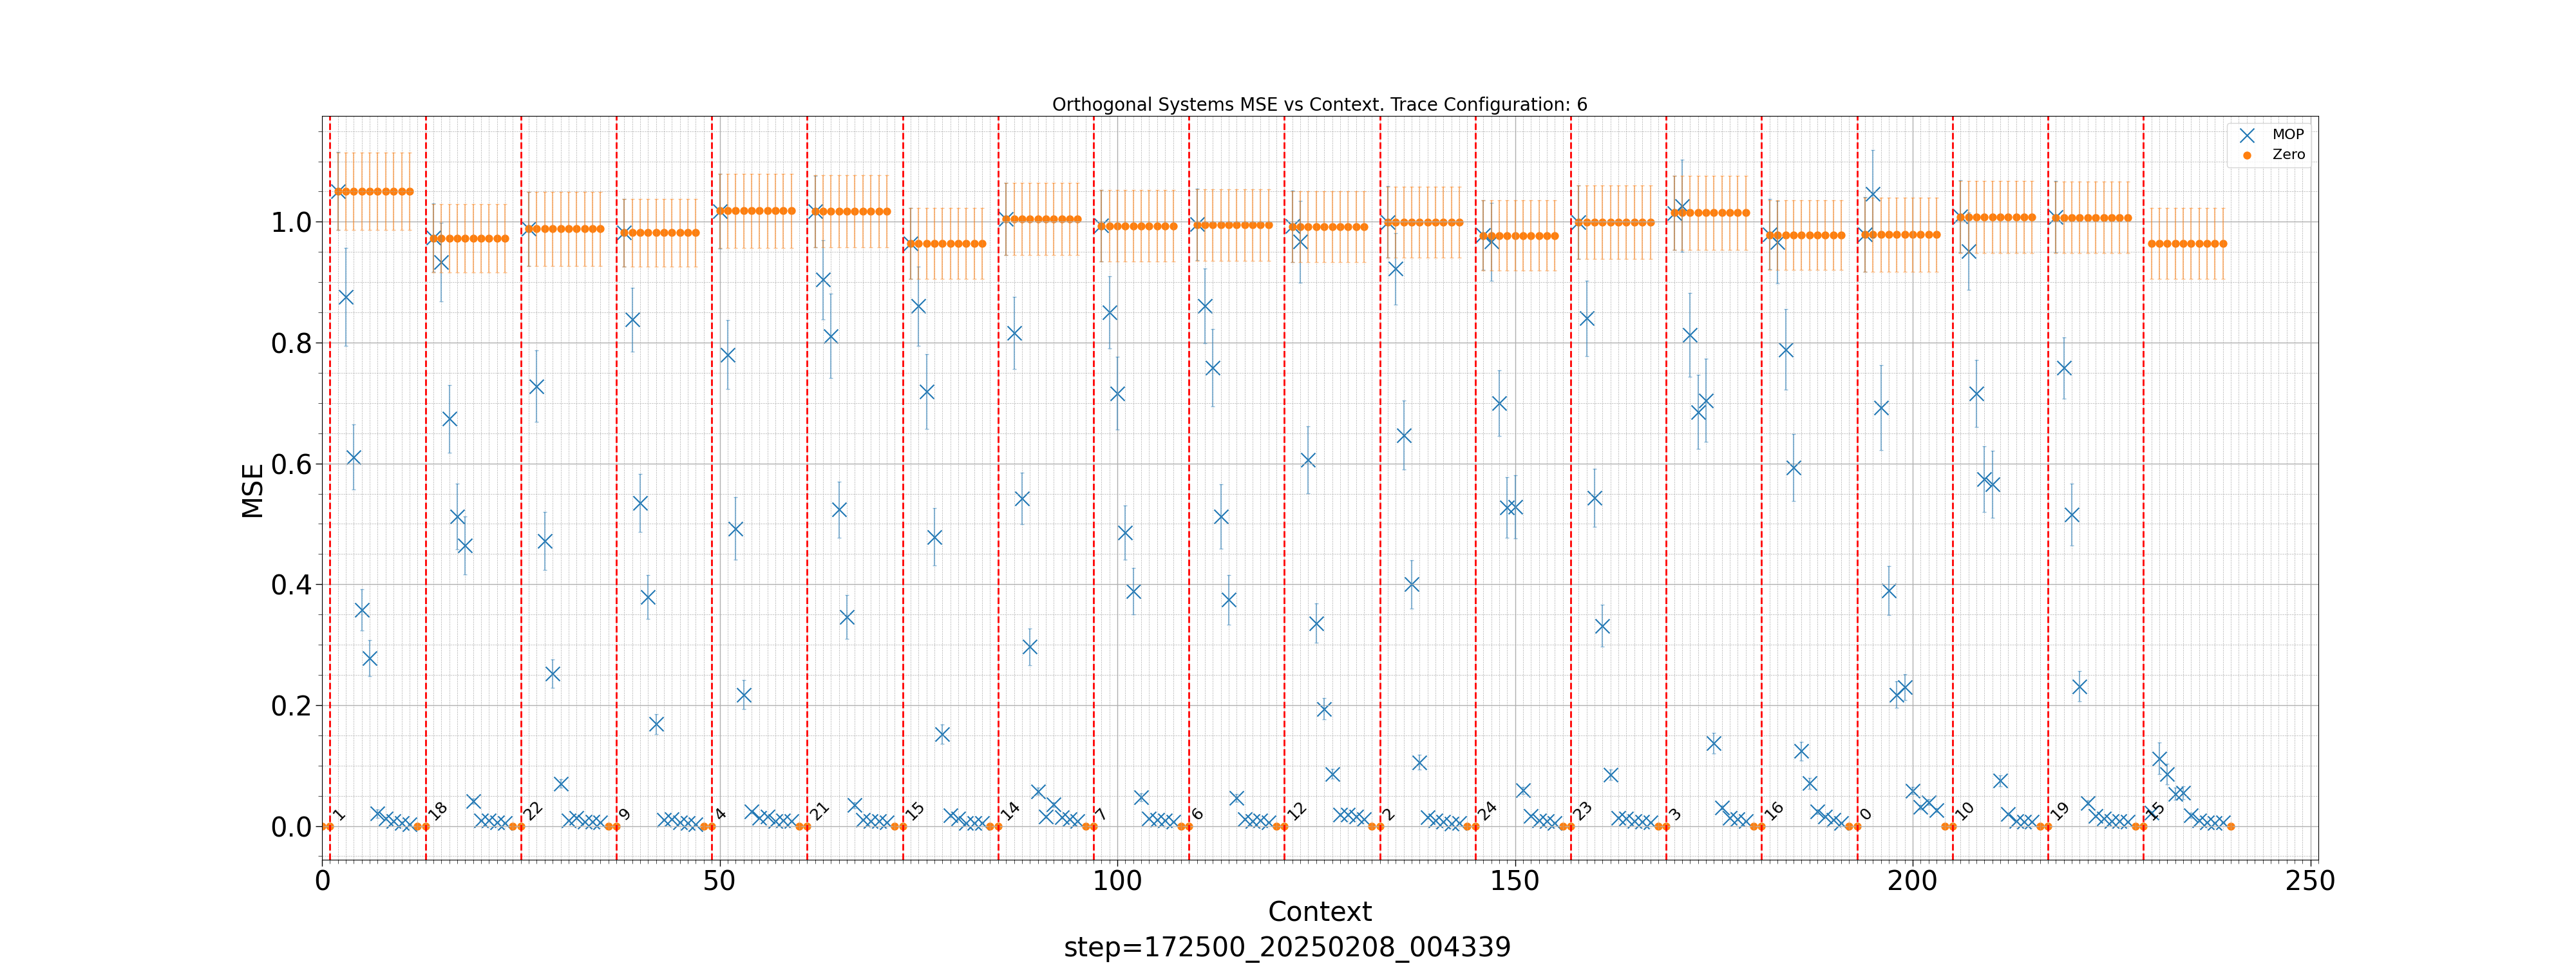 Orthogonal Systems MSE vs Context. Trace Configuration: 6
MOP
Zero
MSE
1.0
0.8
0.6
0.4
0.2
0.0
1 18 22 9 4 21 15 14 7 6 12 2 24 23 3 16 0 10 19 15
0 50 100 150 200 250
Context
step=172500_20250208_004339